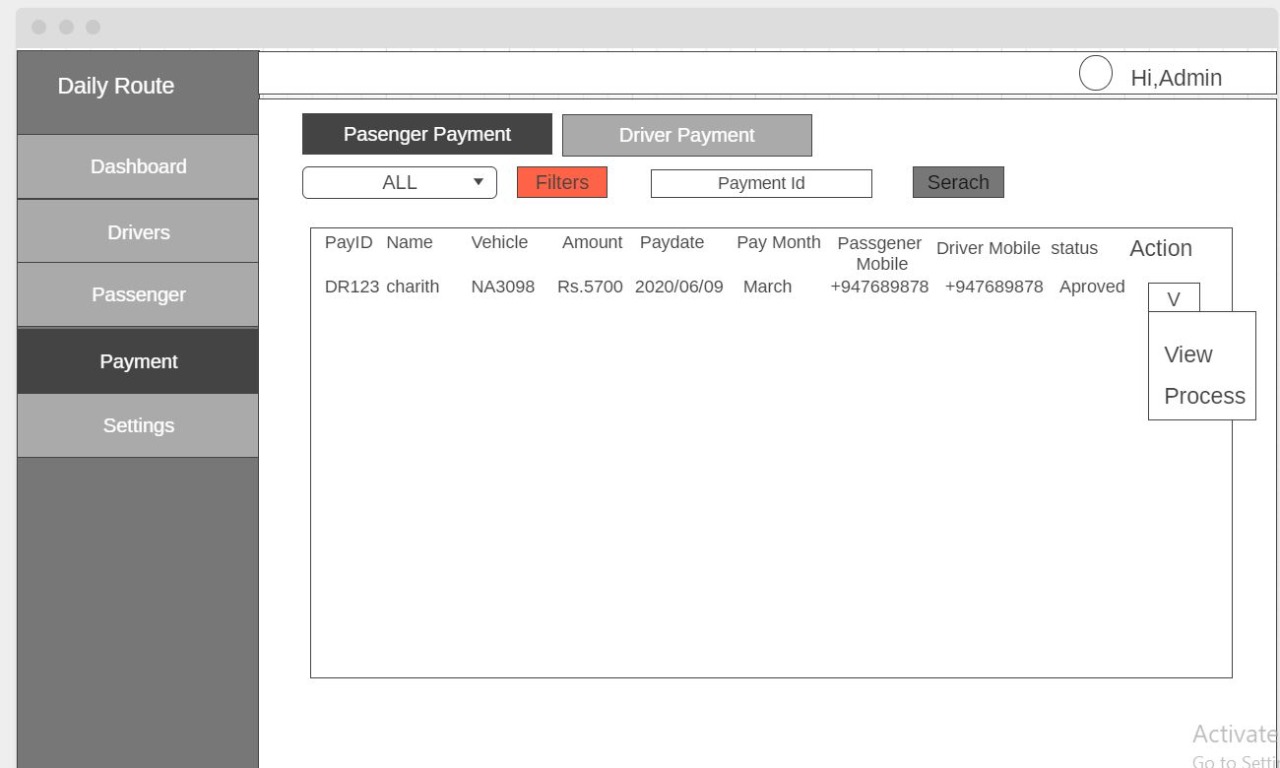 Daily Route
Hi,Admin
Dashboard
Drivers
Passenger
Payment
Settings
Pasenger Payment Driver Payment
ALL Filters Payment Id Serach
PayID Name Vehicle Amount Paydate Pay Month Passgener Mobile Driver Mobile status Action
DR123 charith NA3098 Rs.5700 2020/06/09 March +947689878 +947689878 Aproved V
View
Process
Activate
Go to Setti